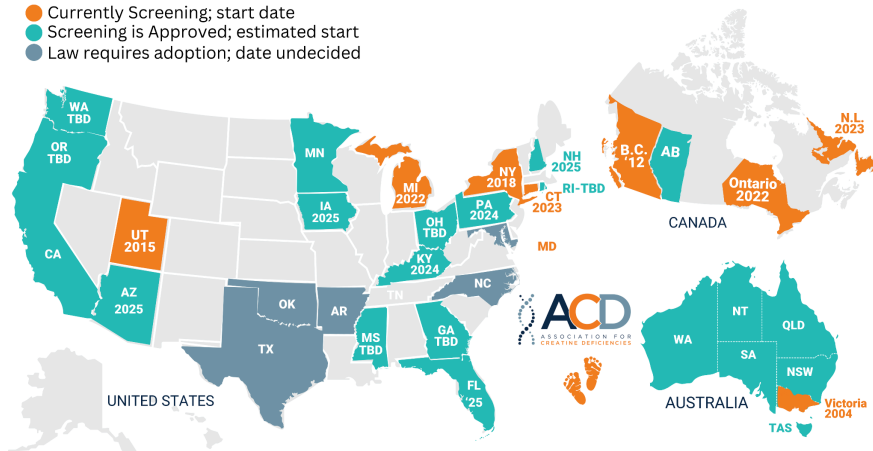 Currently Screening; start date
Screening is Approved; estimated start
Law requires adoption; date undecided
WA
TBD
OR
TBD
CA
AZ
2025
UT
2015
MN
IA
2025
MI
2022
NY
2018
NH
2025
RI-TBD
CT
2023
PA
2024
OH
TBD
KY
2024
MD
NC
TN
OK
AR
TX
MS
TBD
GA
TBD
FL
'25
UNITED STATES
B.C.
'12
AB
Ontario
2022
N.L.
2023
CANADA
ACD
ASSOCIATION FOR
CREATINE DEFICIENCIES
WA
NT
QLD
SA
NSW
Victoria
2004
TAS
AUSTRALIA